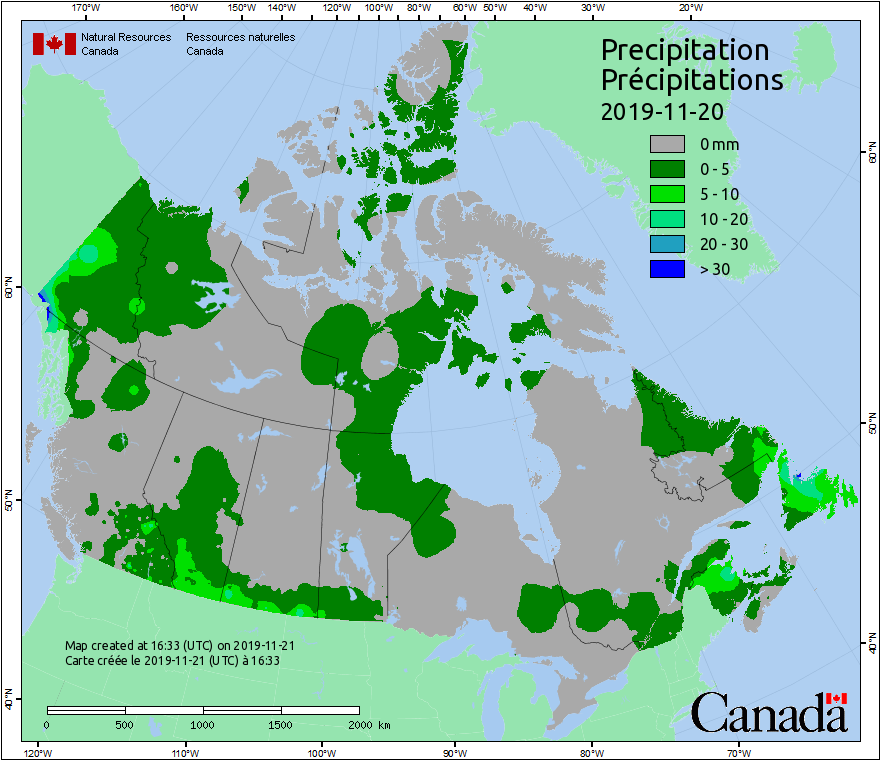 170°W 160°W 150°W 140°W 130°W 120°W 110°W 100°W 90°W 80°W 70°W 60°W 50°W 40°W 30°W 20°W
Natural Resources Ressources naturelles
Canada Canada
Precipitation
Précipitations
2019-11-20
0 mm
0 - 5
5 - 10
10 - 20
20 - 30
> 30
60°N
60°N
50°N
50°N
40°N
40°N
Map created at 16:33 (UTC) on 2019-11-21
Carte créée le 2019-11-21 (UTC) à 16:33
0 500 1000 1500 2000 km
Canada
120°W 110°W 100°W 90°W 80°W 70°W